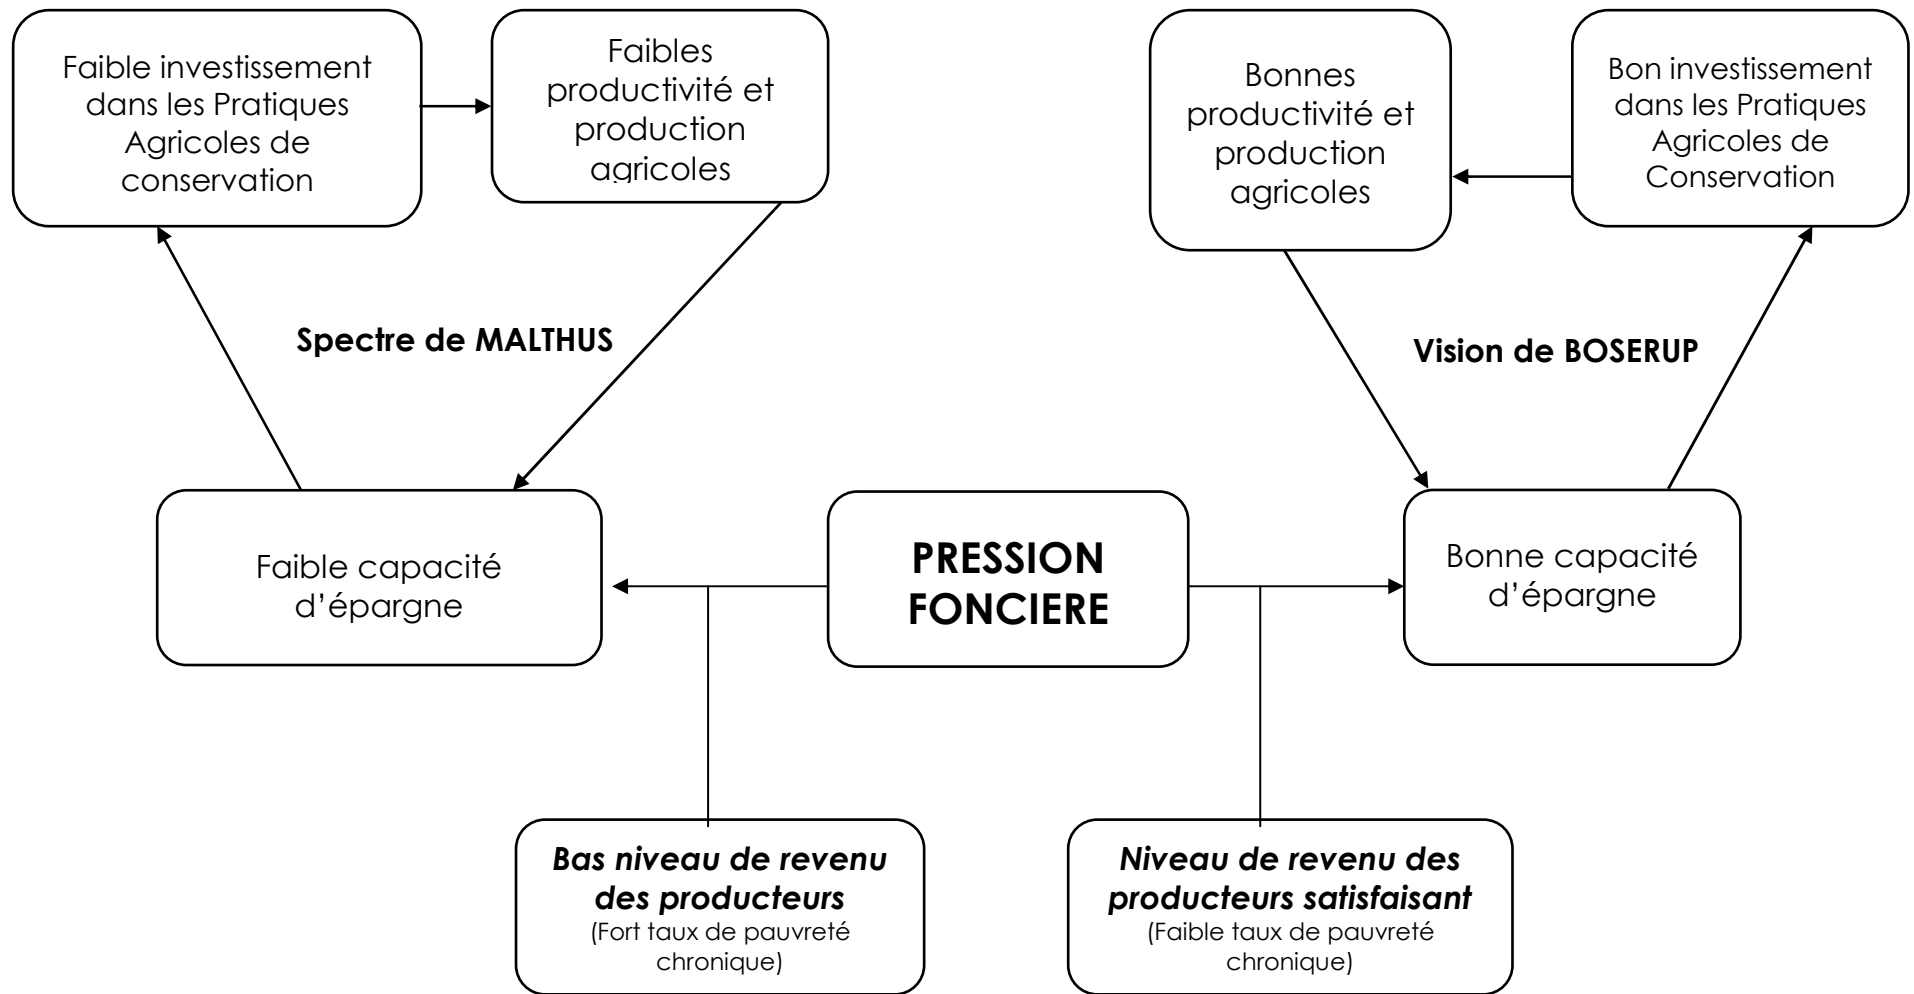 Faible investissement
dans les Pratiques
Agricoles de
conservation
Faibles
productivité et
production
agricoles
Bonnes
productivité et
production
agricoles
Bon investissement
dans les Pratiques
Agricoles de
Conservation
Spectre de MALTHUS
Vision de BOSERUP
Faible capacité
d’épargne
PRESSION
FONCIERE
Bonne capacité
d’épargne
Bas niveau de revenu
des producteurs
(Fort taux de pauvreté
chronique)
Niveau de revenu des
producteurs satisfaisant
(Faible taux de pauvreté
chronique)